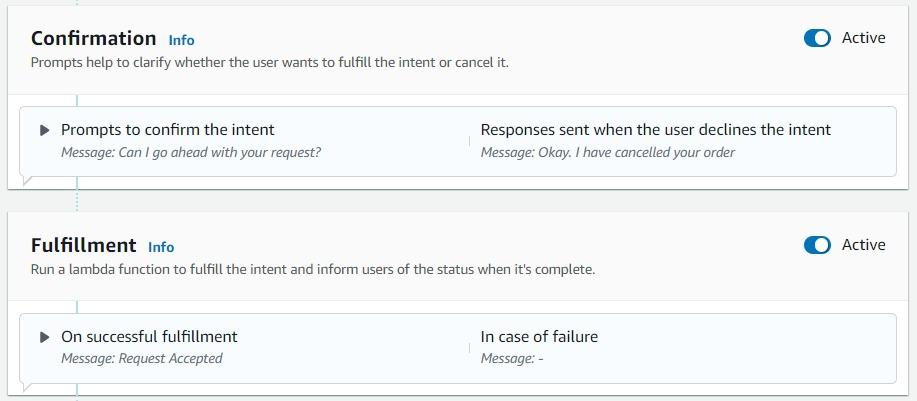 Confirmation Info
Active
Prompts help to clarify whether the user wants to fulfill the intent or cancel it.
Prompts to confirm the intent
Message: Can I go ahead with your request?
Responses sent when the user declines the intent
Message: Okay. I have cancelled your order
Fulfillment Info
Active
Run a lambda function to fulfill the intent and inform users of the status when it's complete.
On successful fulfillment
Message: Request Accepted
In case of failure
Message: -